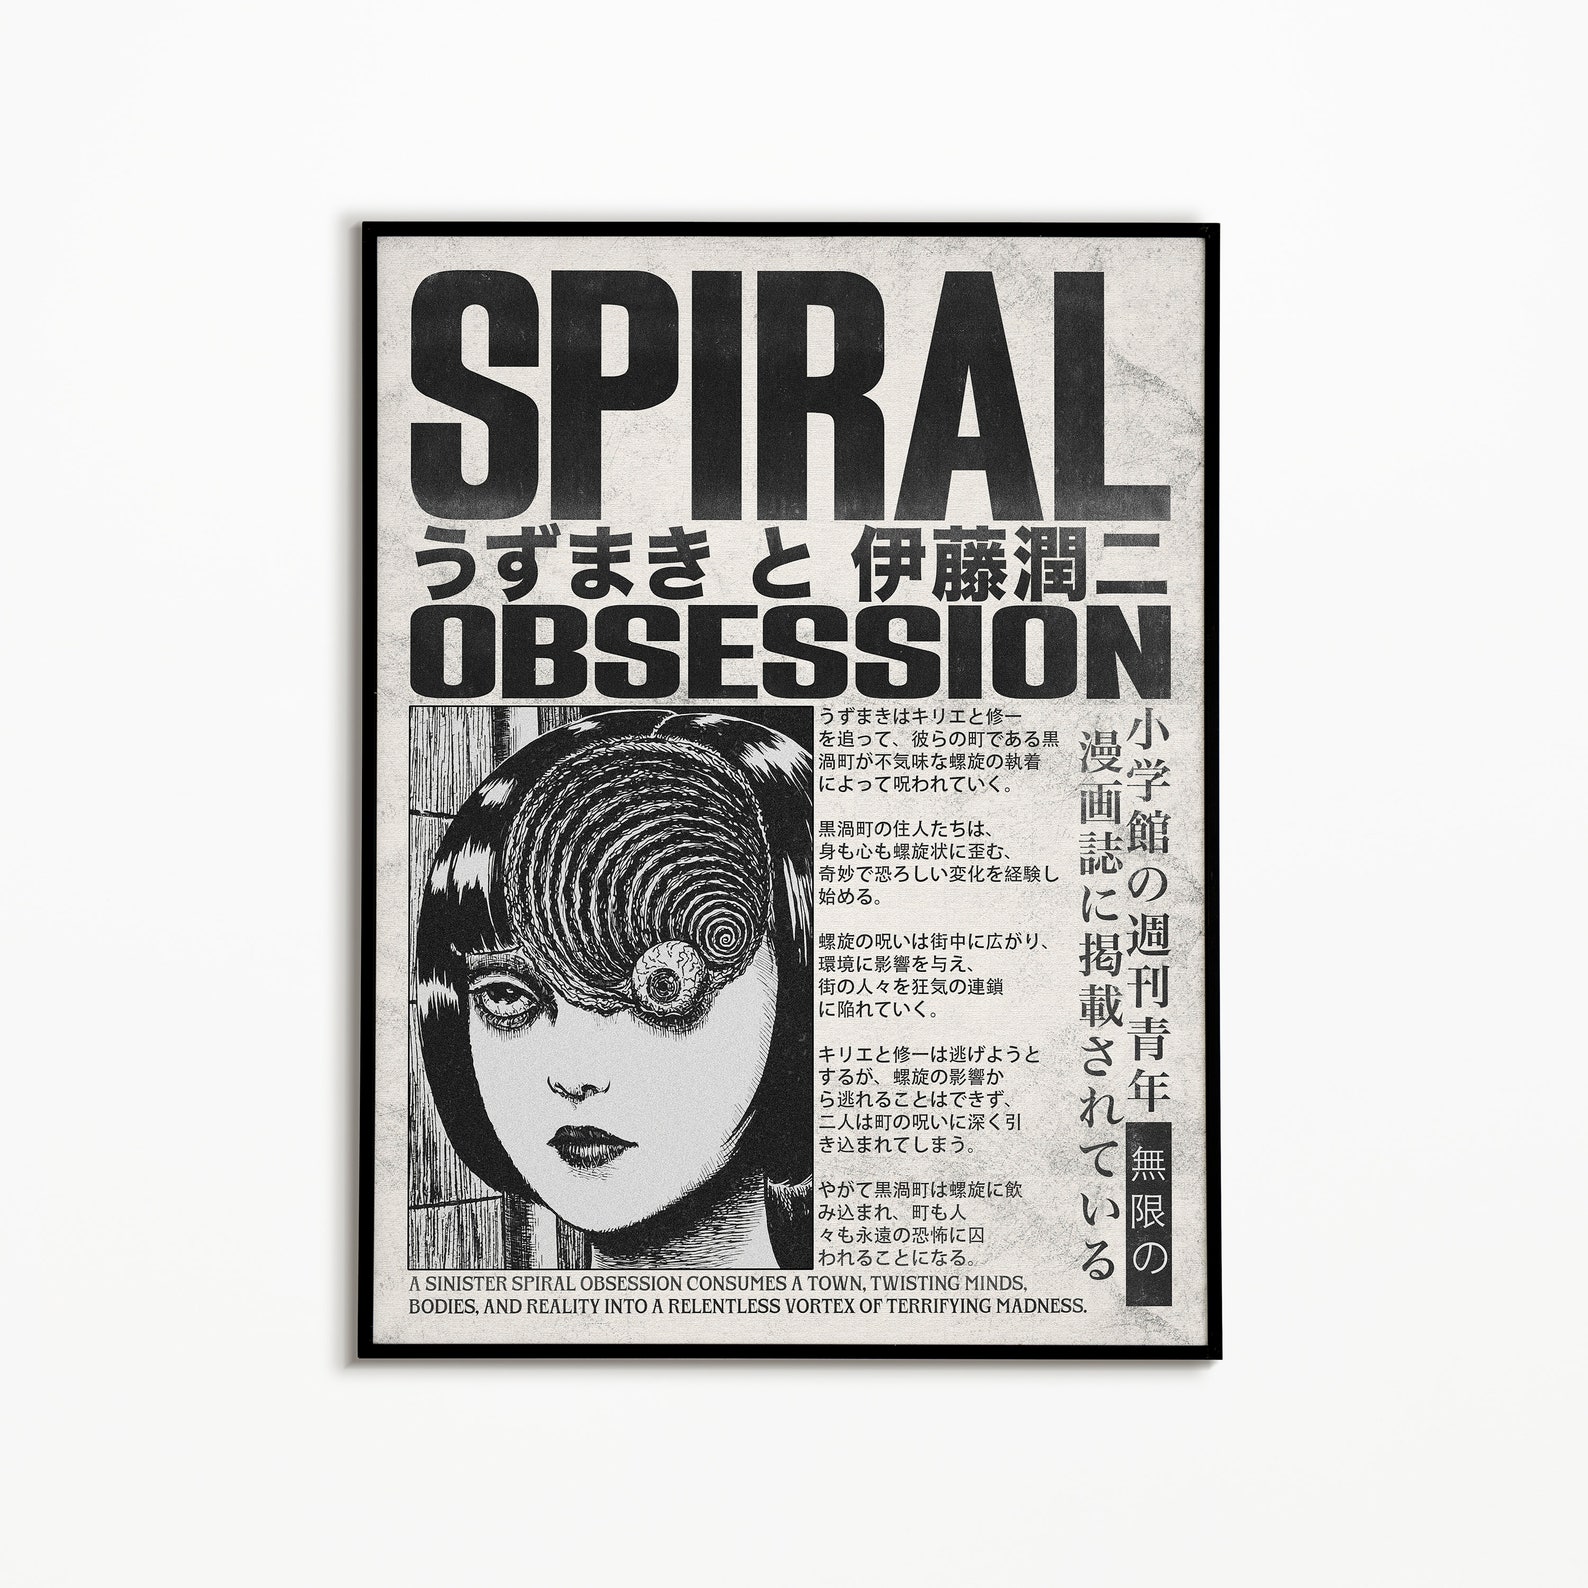 SPIRAL
うずまき と 伊藤潤二
OBSESSION
うずまきはキリエと修一
を追って、彼らの町である黒
渦町が不気味な螺旋の執着
によって呪われていく。
黒渦町の住人たちは、
身も心も螺旋状に歪む、
奇妙で恐ろしい変化を経験し
始める。
螺旋の呪いは街中に広がり、
環境に影響を与え、
街の人々を狂気の連鎖
に陥れていく。
キリエと修一は逃げようと
するが、螺旋の影響か
ら逃れることはできず、
二人は町の呪いに深く引
き込まれてしまう。
やがて黒渦町は螺旋に飲
み込まれ、町も人
々も永遠の恐怖に囚
われることになる。
小学館の週刊青年
漫画誌に掲載されている
無限の
A SINISTER SPIRAL OBSESSION CONSUMES A TOWN, TWISTING MINDS,
BODIES, AND REALITY INTO A RELENTLESS VORTEX OF TERRIFYING MADNESS.